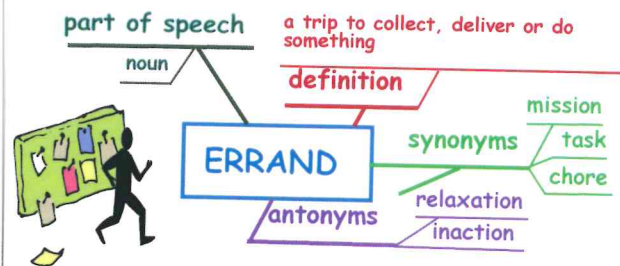 part of speech
noun
a trip to collect, deliver or do
something
definition
ERRAND
synonyms
mission
task
chore
antonyms
relaxation
inaction